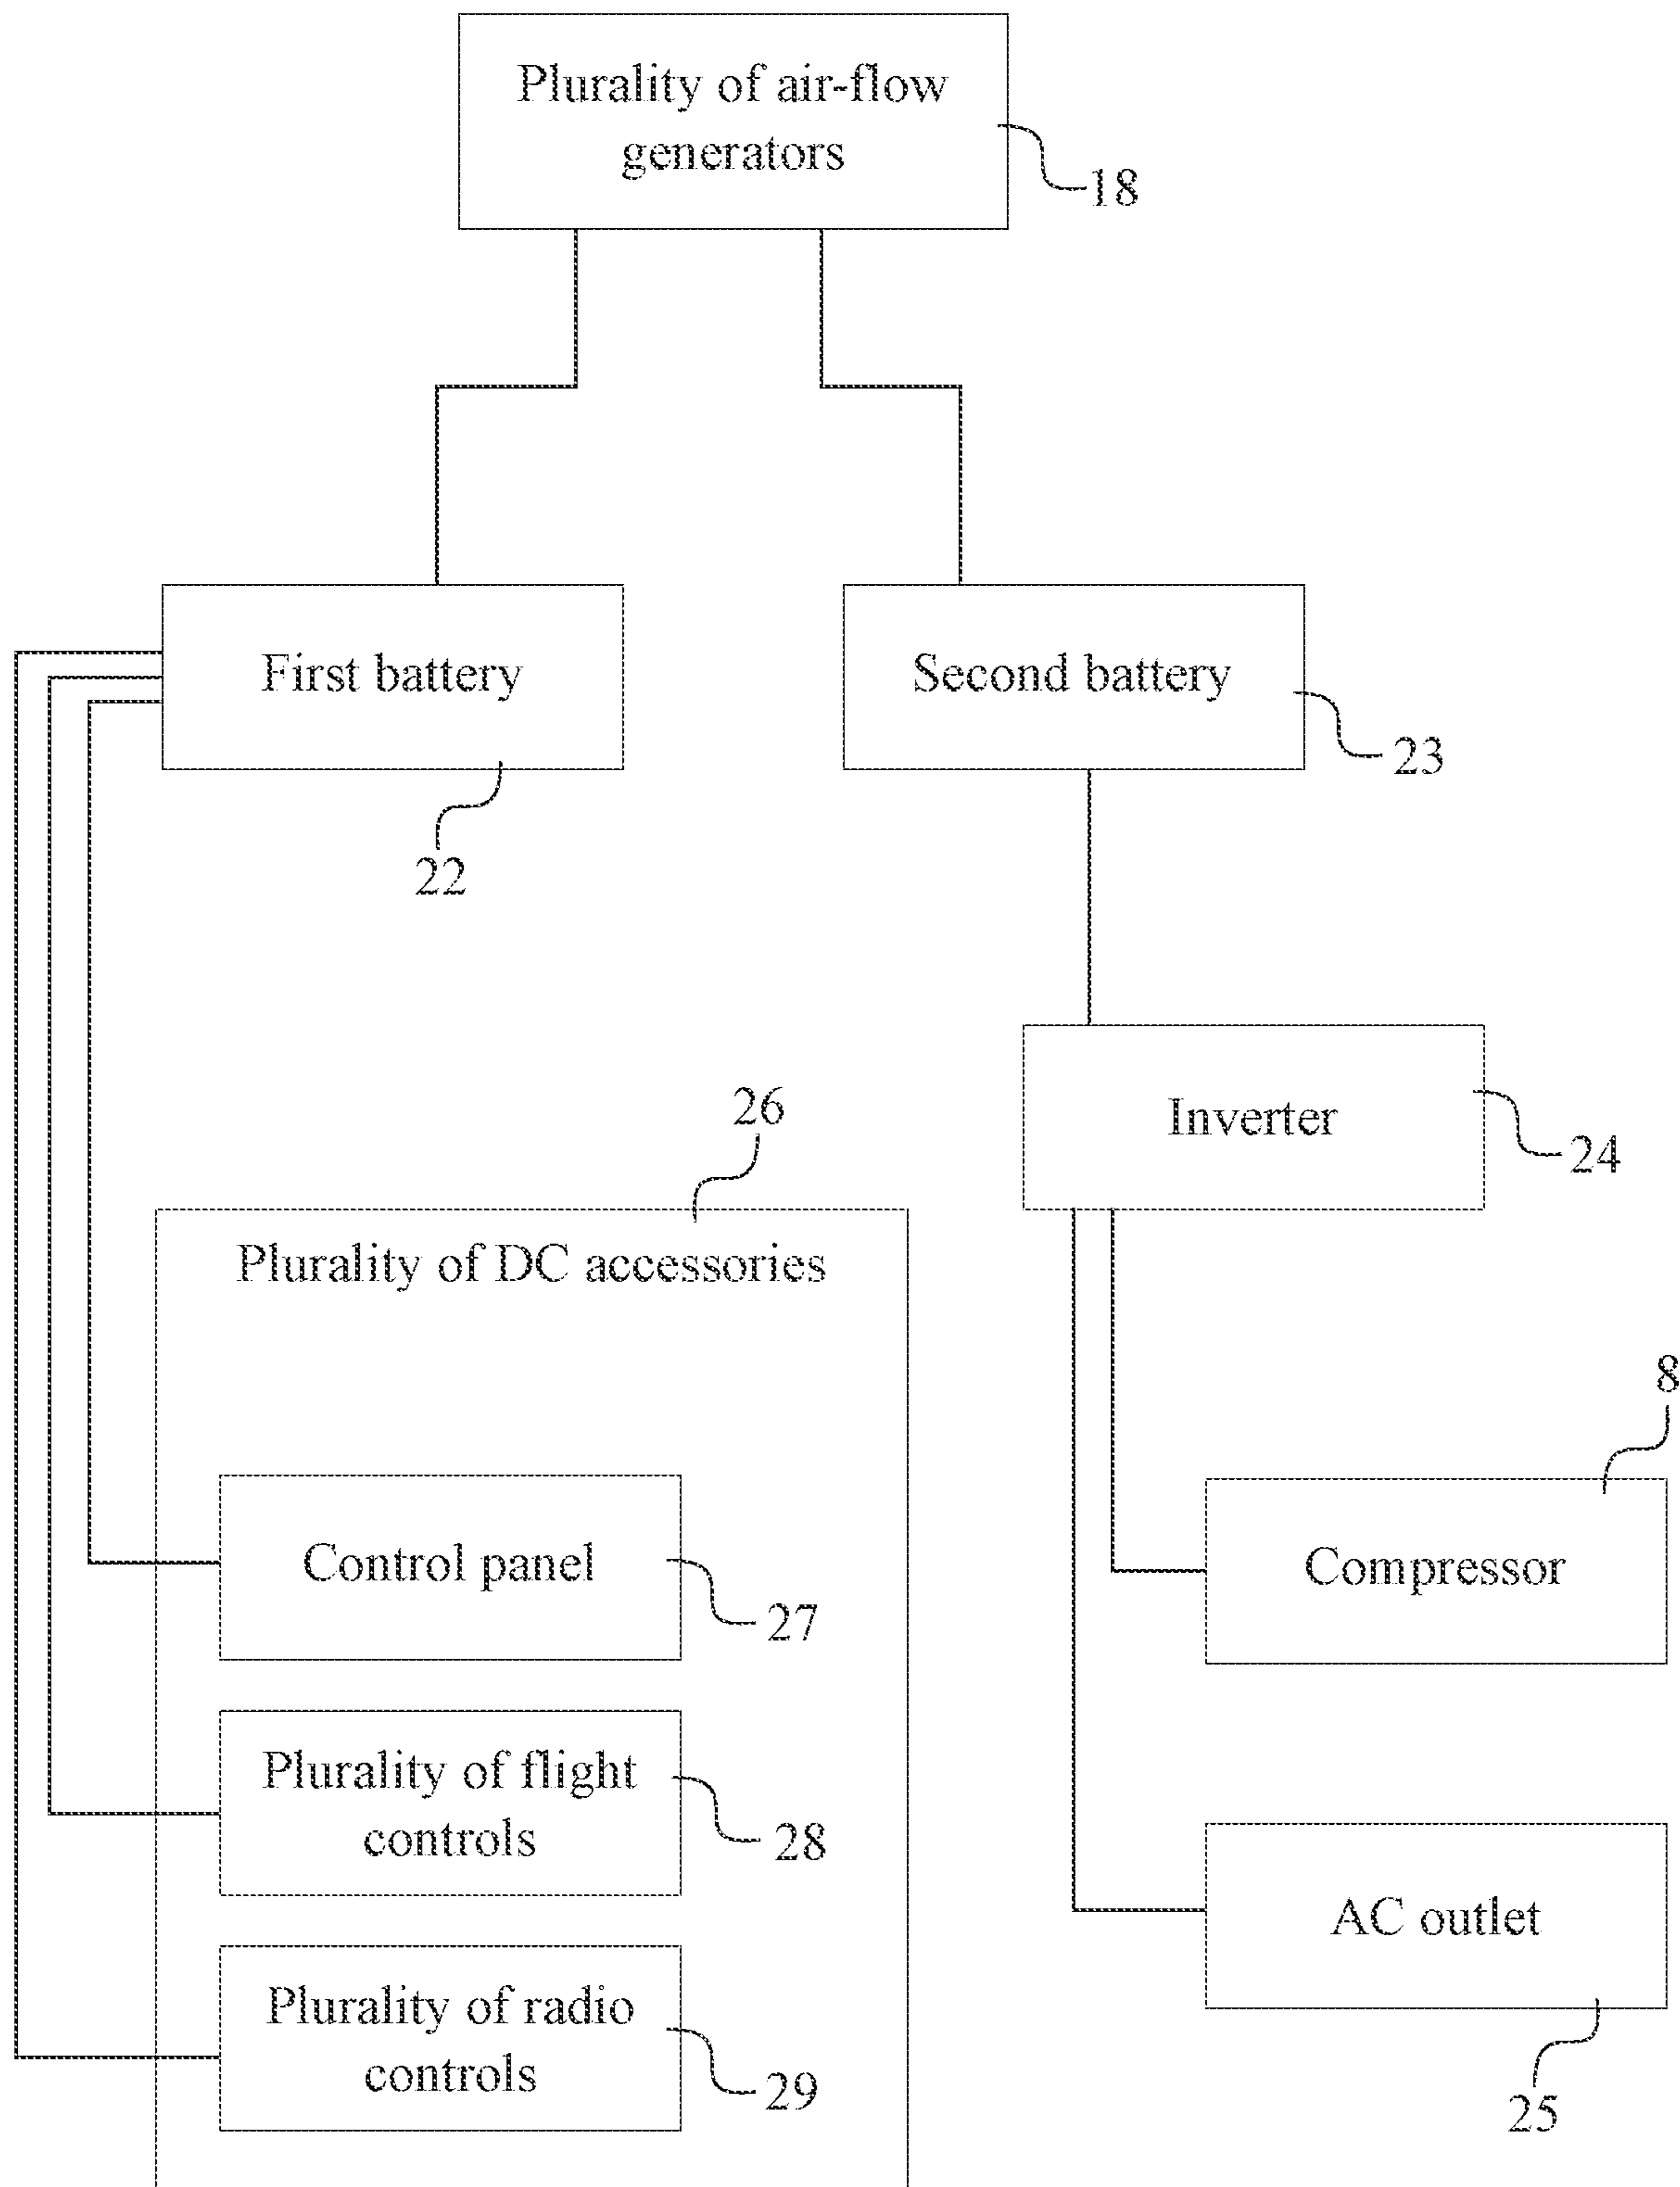 Plurality of air-flow
generators
18
First battery
22
Second battery
23
Inverter
24
26
Plurality of DC accessories
Control panel
27
Plurality of flight
controls
28
Plurality of radio
controls
29
8
Compressor
AC outlet
25